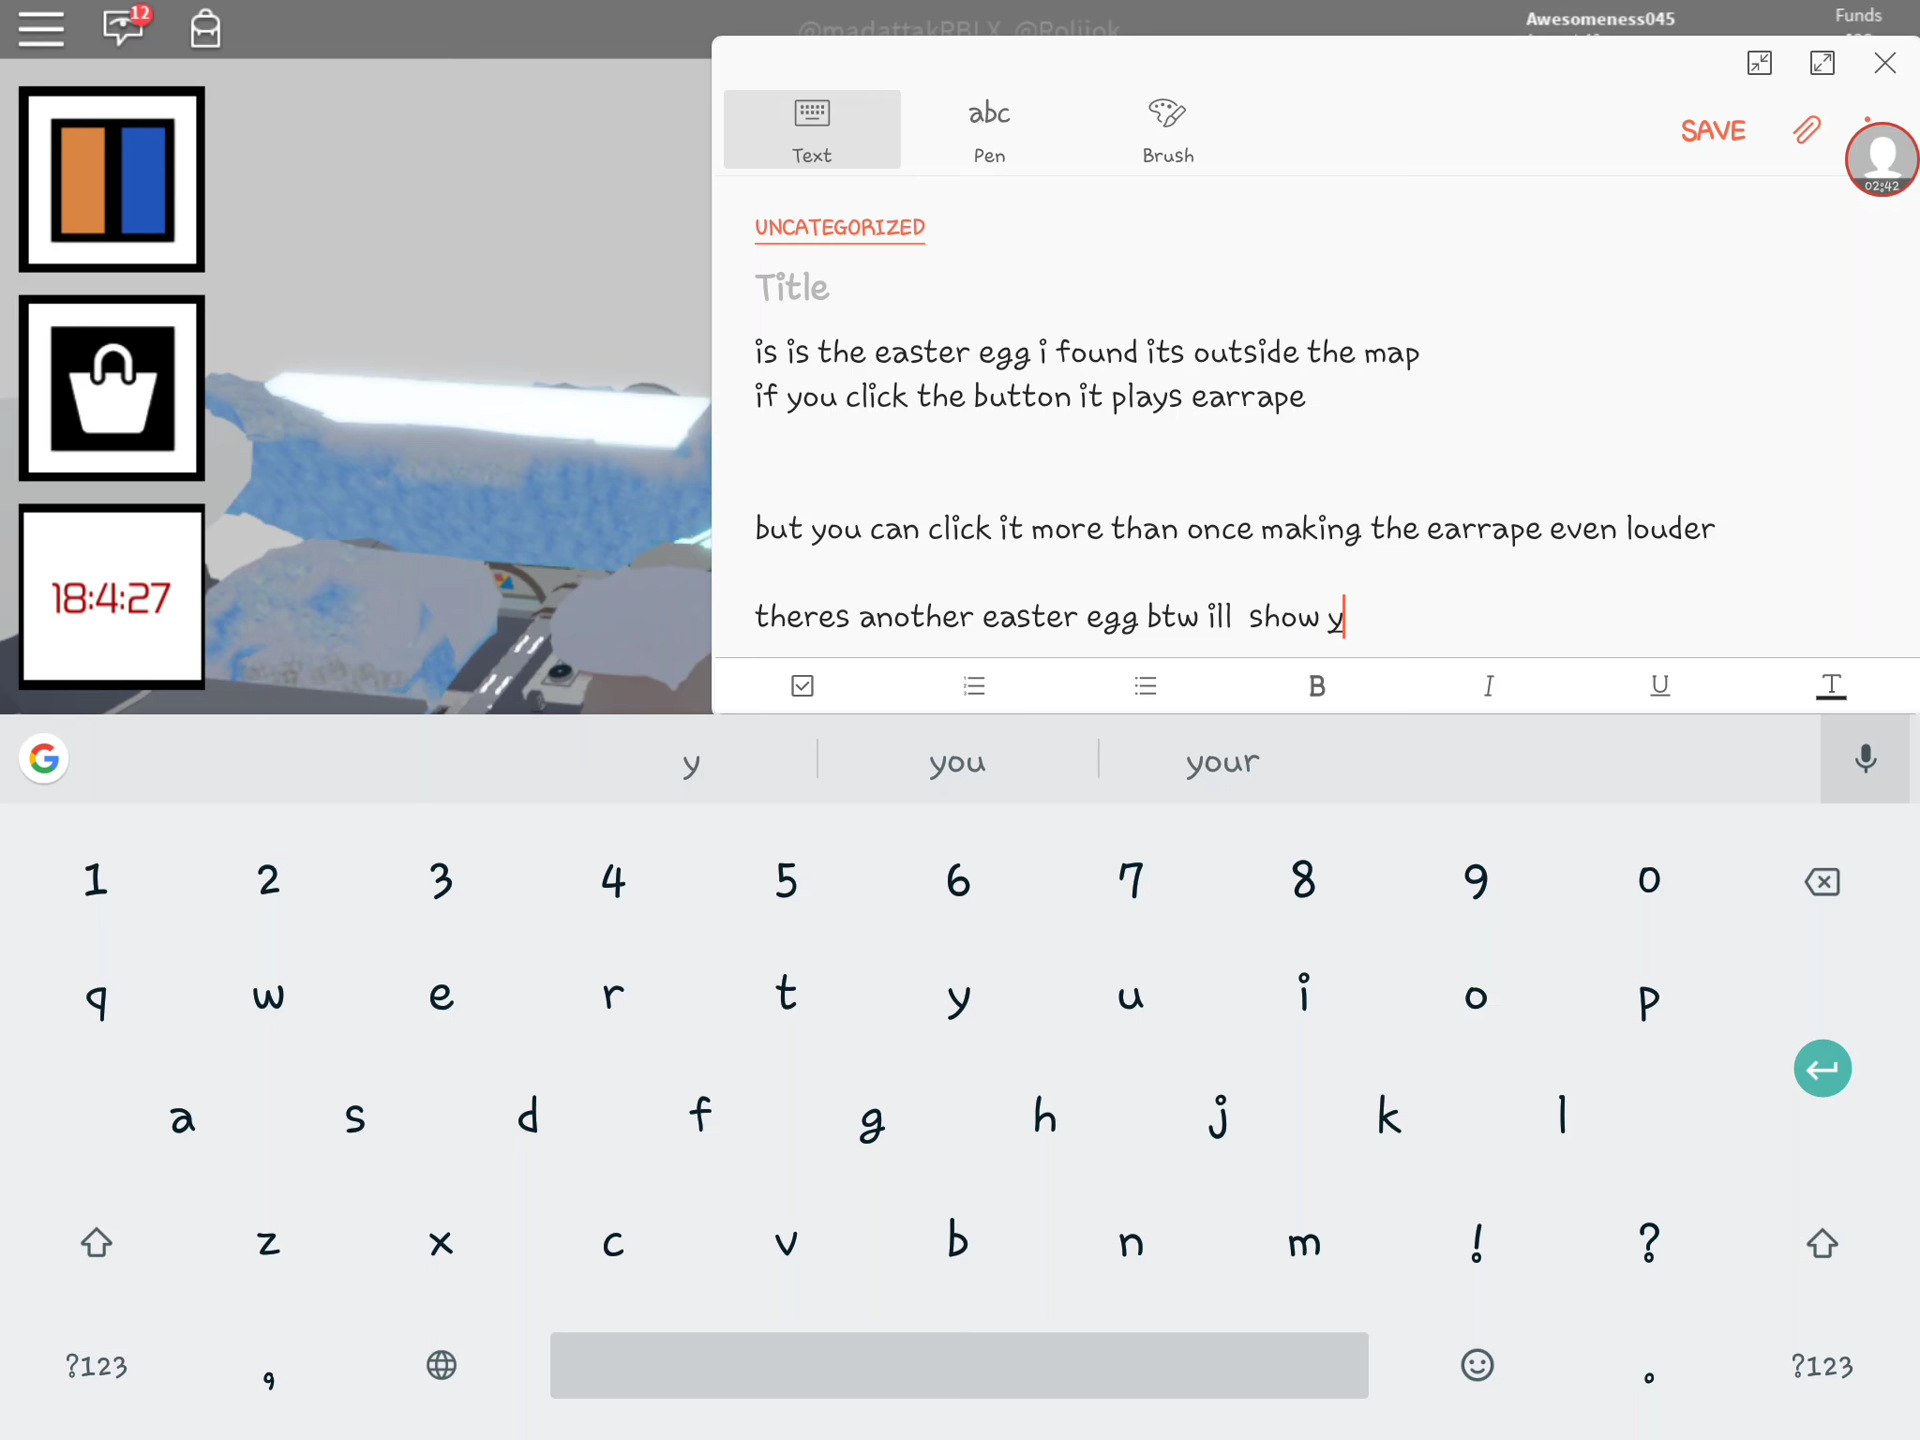 12
@madattakRBLX @Rolijok
Awesomeness045
Funds
Text
abc
Pen
Brush
SAVE
02:42
UNCATEGORIZED
Title
is is the easter egg i found its outside the map
if you click the button it plays earrape
but you can click it more than once making the earrape even louder
theres another easter egg btw ill  show y
18:4:27
B I U T
y you your
1 2 3 4 5 6 7 8 9 0
q w e r t y u i o p
a s d f g h j k l
z x c v b n m ! ?
?123 , . ?123